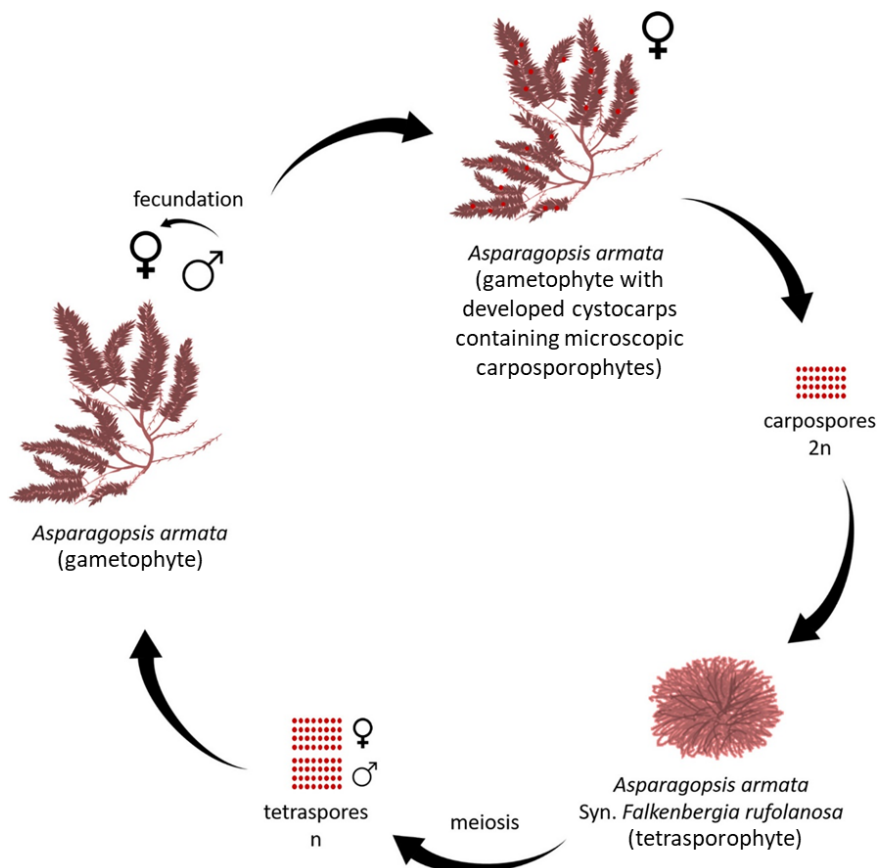 fecundation
♀ ♂
♀
Asparagopsis armata
(gametophyte with
developed cystocarps
containing microscopic
carposporophytes)
carpospores
2n
Asparagopsis armata
Syn. Falkenbergia rufolanosa
(tetrasporophyte)
meiosis
♀
♂
tetraspores
n
Asparagopsis armata
(gametophyte)